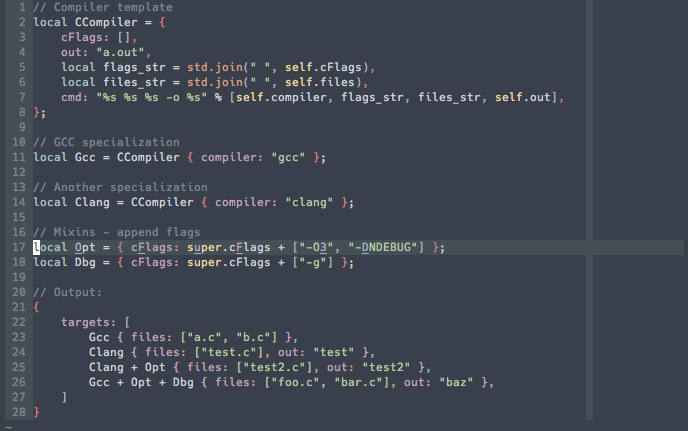 1 // Compiler template
2 local CCompiler = {
3     cFlags: [],
4     out: "a.out",
5     local flags_str = std.join(" ", self.cFlags),
6     local files_str = std.join(" ", self.files),
7     cmd: "%s %s %s -o %s" % [self.compiler, flags_str, files_str, self.out],
8 };
9
10 // GCC specialization
11 local Gcc = CCompiler { compiler: "gcc" };
12
13 // Another specialization
14 local Clang = CCompiler { compiler: "clang" };
15
16 // Mixins - append flags
17 local Opt = { cFlags: super.cFlags + ["-O3", "-DNDEBUG"] };
18 local Dbg = { cFlags: super.cFlags + ["-g"] };
19
20 // Output:
21 {
22     targets: [
23         Gcc { files: ["a.c", "b.c"] },
24         Clang { files: ["test.c"], out: "test" },
25         Clang + Opt { files: ["test2.c"], out: "test2" },
26         Gcc + Opt + Dbg { files: ["foo.c", "bar.c"], out: "baz" },
27     ]
28 }
~